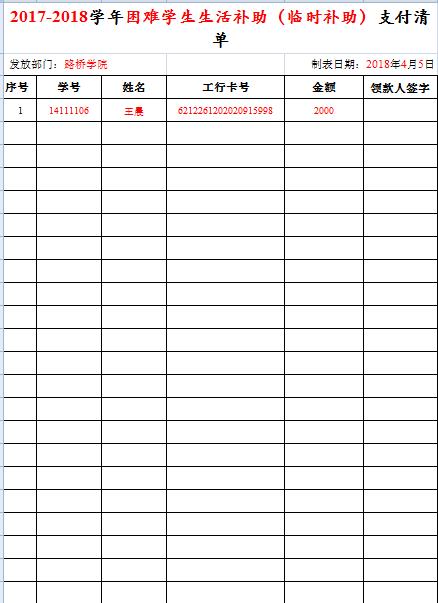 2017-2018学年困难学生生活补助（临时补助）支付清
单
发放部门：路桥学院 制表日期：2018年4月5日
序号 学号 姓名 工行卡号 金额 领款人签字
1 14111106 王晨 6212261202020915998 2000